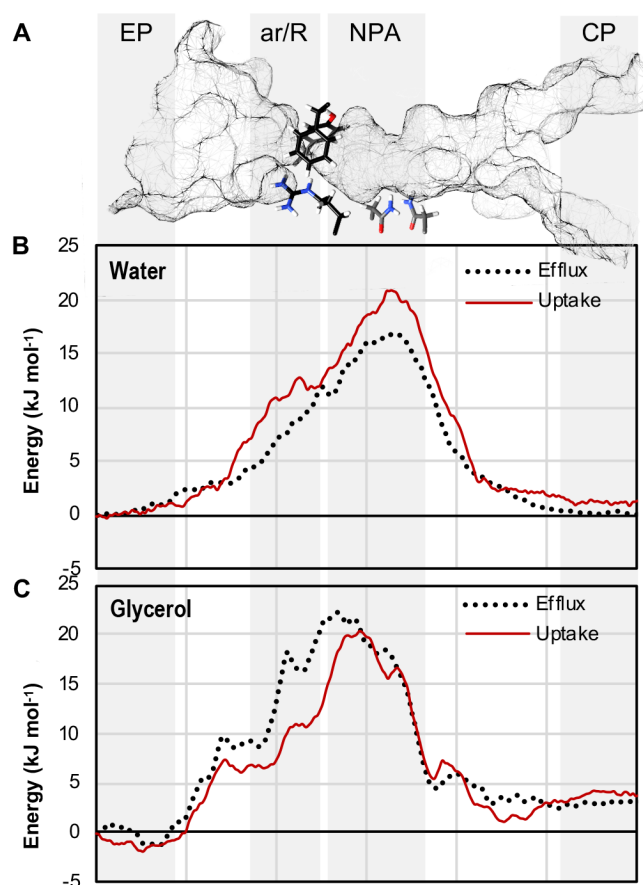 A
EP
ar/R
NPA
CP
B
Water
Efflux
Uptake
25
20
15
10
5
0
-5
Energy (kJ mol⁻¹)
C
Glycerol
Efflux
Uptake
25
20
15
10
5
0
-5
Energy (kJ mol⁻¹)